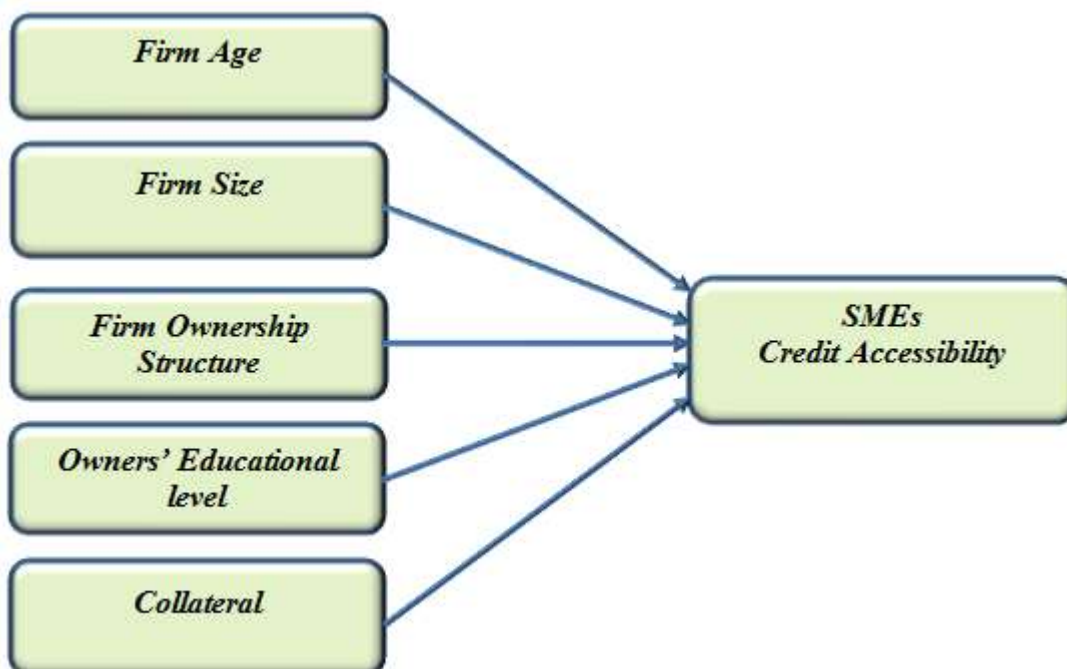 Firm Age
Firm Size
Firm Ownership
Structure
Owners’ Educational
level
Collateral
SMEs
Credit Accessibility